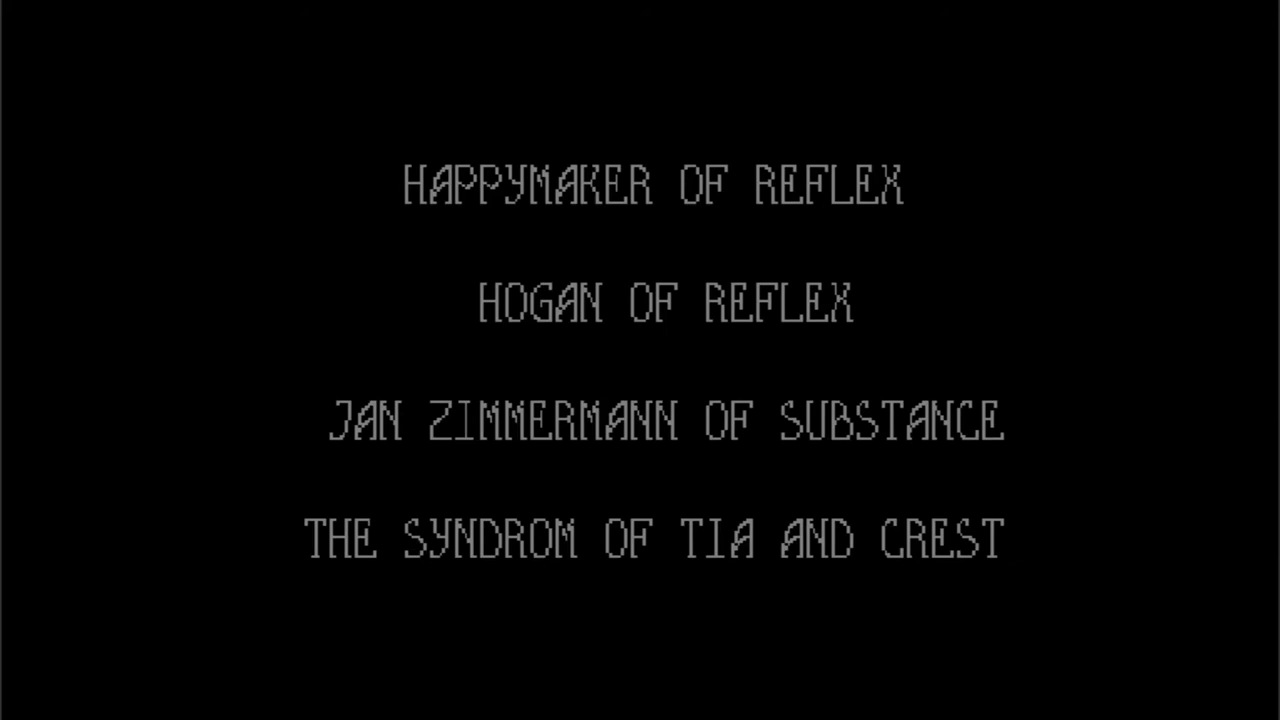 HAPPYMAKER OF REFLEX
HOGAN OF REFLEX
JAN ZIMMERMANN OF SUBSTANCE
THE SYNDROM OF TIA AND CREST